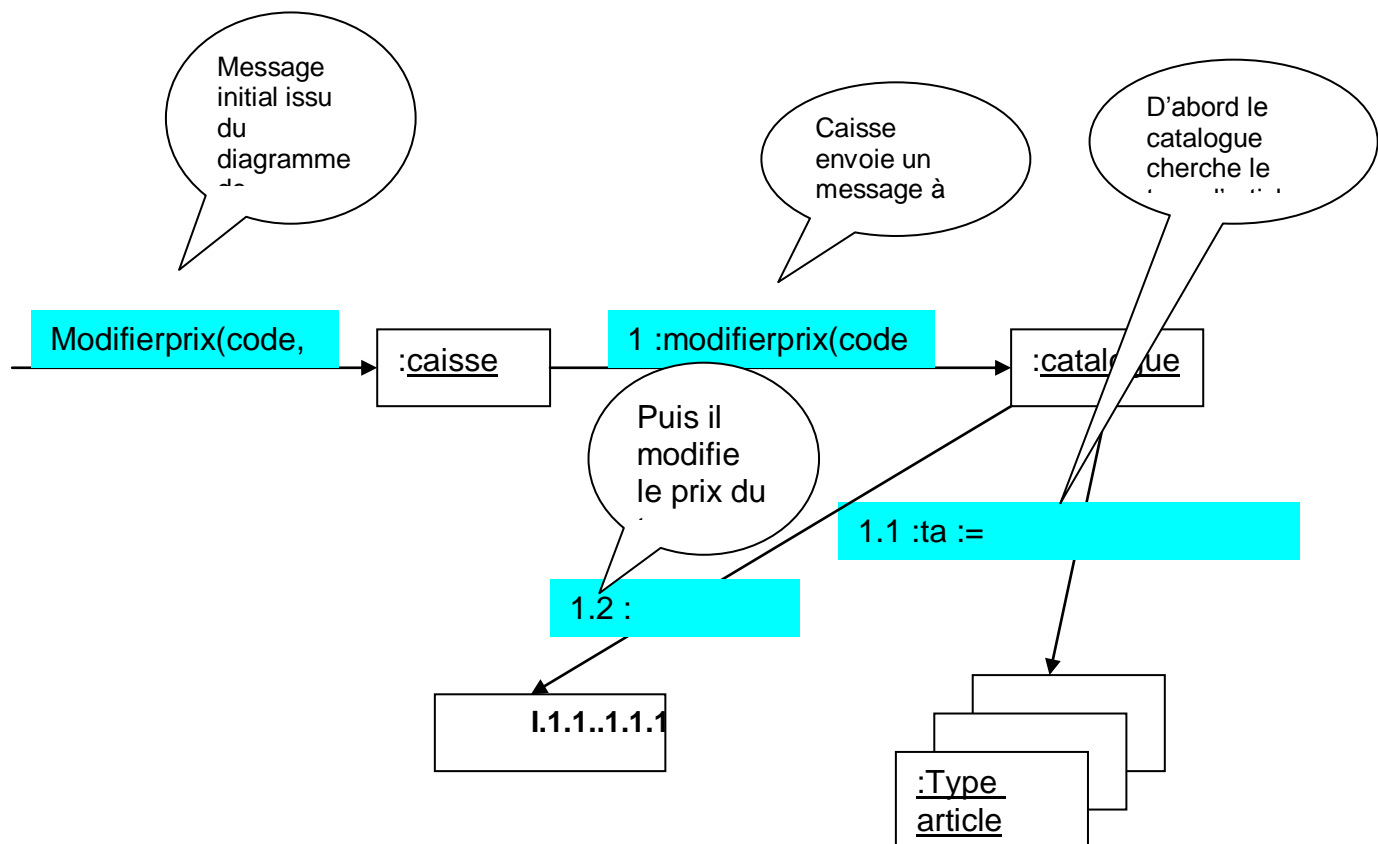 Message
initial issu
du
diagramme
Caisse
envoie un
message à
D'abord le
catalogue
cherche le
Modifierprix(code,
:caisse
1 :modifierprix(code
:catalogue
Puis il
modifie
le prix du
1.1 :ta :=
1.2 :
I.1.1..1.1.1
:Type
article